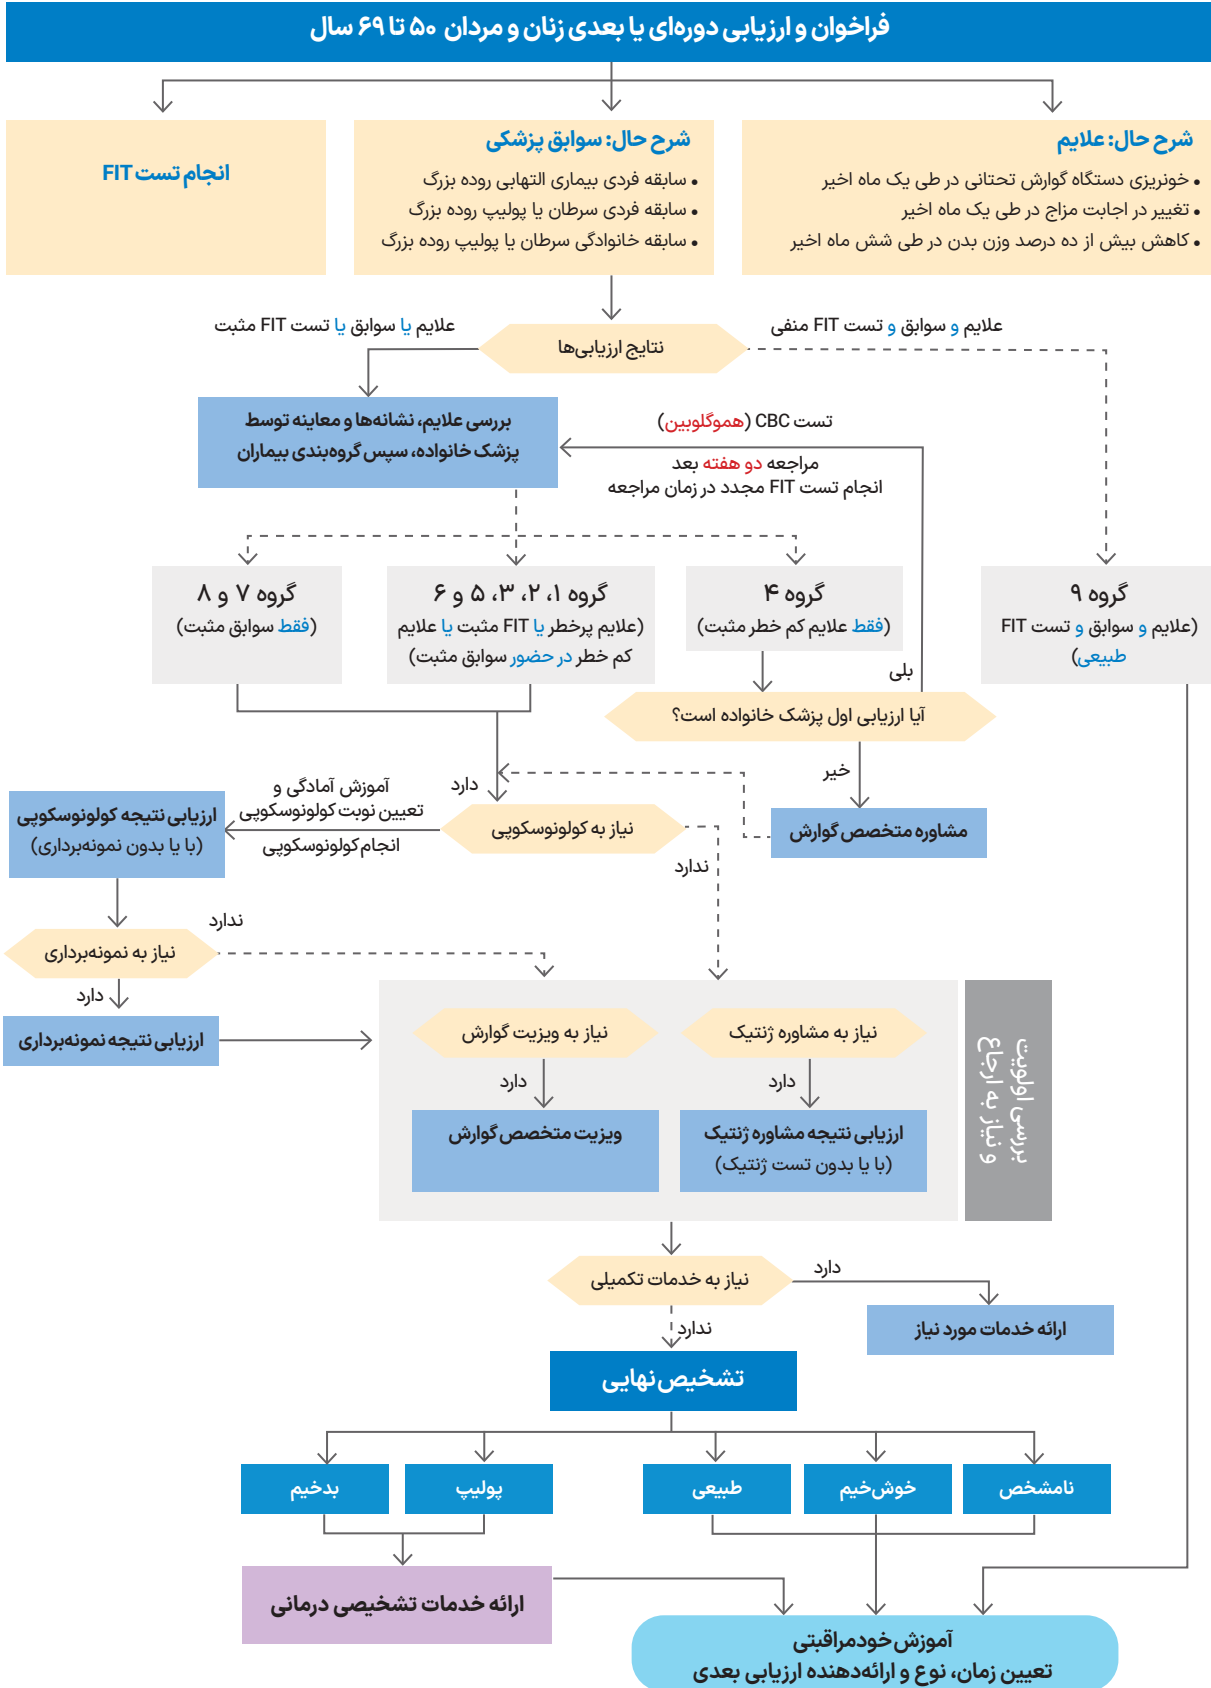 فراخوان و ارزیابی دوره‌ای یا بعدی زنان و مردان ۵۰ تا ۶۹ سال
شرح حال: علایم
• خونریزی دستگاه گوارش تحتانی در طی یک ماه اخیر
• تغییر در اجابت مزاج در طی یک ماه اخیر
• کاهش بیش از ده درصد وزن بدن در طی شش ماه اخیر
شرح حال: سوابق پزشکی
• سابقه فردی بیماری التهابی روده بزرگ
• سابقه فردی سرطان یا پولیپ روده بزرگ
• سابقه خانوادگی سرطان یا پولیپ روده بزرگ
انجام تست FIT
علایم و سوابق و تست FIT منفی
نتایج ارزیابی‌ها
علایم یا سوابق یا تست FIT مثبت
بررسی علایم، نشانه‌ها و معاینه توسط
پزشک خانواده، سپس گروه‌بندی بیماران
تست CBC (هموگلوبین)
مراجعه دو هفته بعد
انجام تست FIT مجدد در زمان مراجعه
گروه ۹
(علایم و سوابق و تست FIT
طبیعی)
گروه ۴
(فقط علایم کم خطر مثبت)
گروه ۱، ۲، ۳، ۵ و ۶
(علایم پرخطر یا FIT مثبت یا علایم
کم خطر در حضور سوابق مثبت)
گروه ۷ و ۸
(فقط سوابق مثبت)
بلی
آیا ارزیابی اول پزشک خانواده است؟
خیر
مشاوره متخصص گوارش
دارد
نیاز به کولونوسکوپی
ندارد
آموزش آمادگی و
تعیین نوبت کولونوسکوپی
انجام کولونوسکوپی
ارزیابی نتیجه کولونوسکوپی
(با یا بدون نمونه‌برداری)
ندارد
نیاز به نمونه‌برداری
دارد
ارزیابی نتیجه نمونه‌برداری
بررسی اولویت
و نیاز به ارجاع
نیاز به مشاوره ژنتیک
دارد
ارزیابی نتیجه مشاوره ژنتیک
(با یا بدون تست ژنتیک)
نیاز به ویزیت گوارش
دارد
ویزیت متخصص گوارش
نیاز به خدمات تکمیلی
دارد
ارائه خدمات مورد نیاز
ندارد
تشخیص نهایی
نامشخص
خوش‌خیم
طبیعی
پولیپ
بدخیم
ارائه خدمات تشخیصی درمانی
آموزش خودمراقبتی
تعیین زمان، نوع و ارائه‌دهنده ارزیابی بعدی